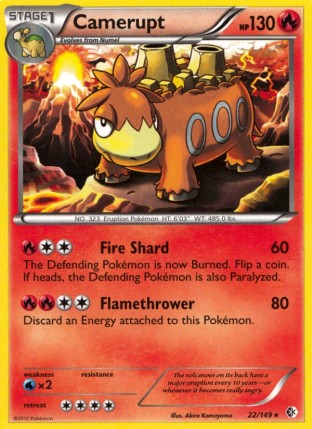 STAGE1 Camerupt HP130
Evolves from Numel
NO. 323 Eruption Pokémon HT: 6'03" WT: 485.0 lbs.
Fire Shard 60
The Defending Pokémon is now Burned. Flip a coin.
If heads, the Defending Pokémon is also Paralyzed.
Flamethrower 80
Discard an Energy attached to this Pokémon.
weakness resistance
×2
retreat
The volcanoes on its back have a
major eruption every 10 years—or
whenever it becomes really angry.
©2012 Pokémon Illus. Akira Komayama 22/149 ★